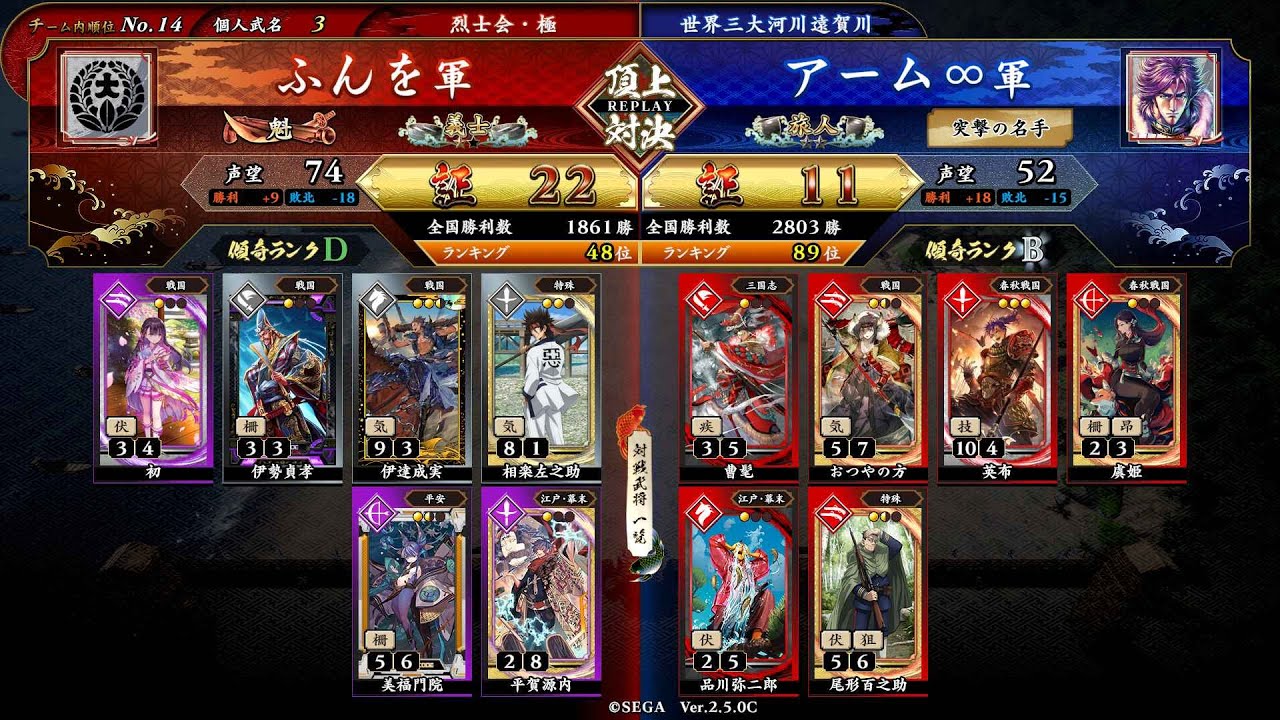 チーム内順位 No.14 個人武名 3 烈士会・極 世界三大河川遠賀川
ふんを軍 頂上 アーム∞軍
REPLAY
対決
魁 義士 旅人 突撃の名手
大
声望 74 証 22 証 11 声望 52
勝利 +9 敗北 -18 勝利 +18 敗北 -15
全国勝利数 1861勝 全国勝利数 2803勝
傾奇ランクD ランキング 48位 ランキング 89位 傾奇ランクB
戦国 戦国 戦国 特殊 三国志 戦国 春秋戦国 春秋戦国
惡
伏 柵 気 気 疾 気 技 柵 昂
3 4 3 3 9 3 8 1 3 5 5 7 10 4 2 3
初 伊勢貞孝 伊達成実 相楽左之助 曹髦 おつやの方 英布 虞姫
対戦武将一覧
平安 江戸・幕末 江戸・幕末 特殊
柵 伏 伏 狙
5 6 2 8 2 5 5 6
美福門院 平賀源内 品川弥二郎 尾形百之助
©SEGA Ver.2.5.0C